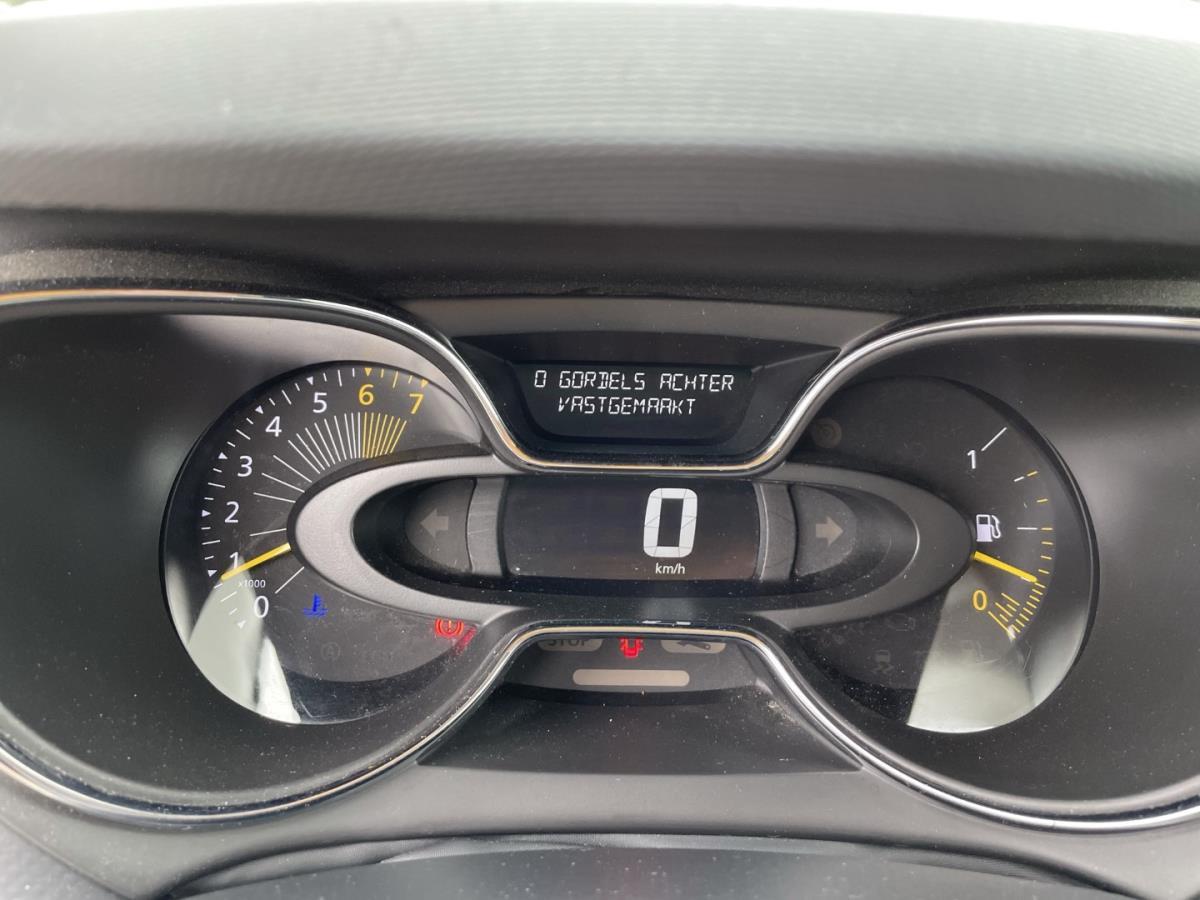 0 GORDELS ACHTER
VASTGEMAAKT
7
6
5
4
3
2
1
0
x1000
0
km/h
1
0
STOP